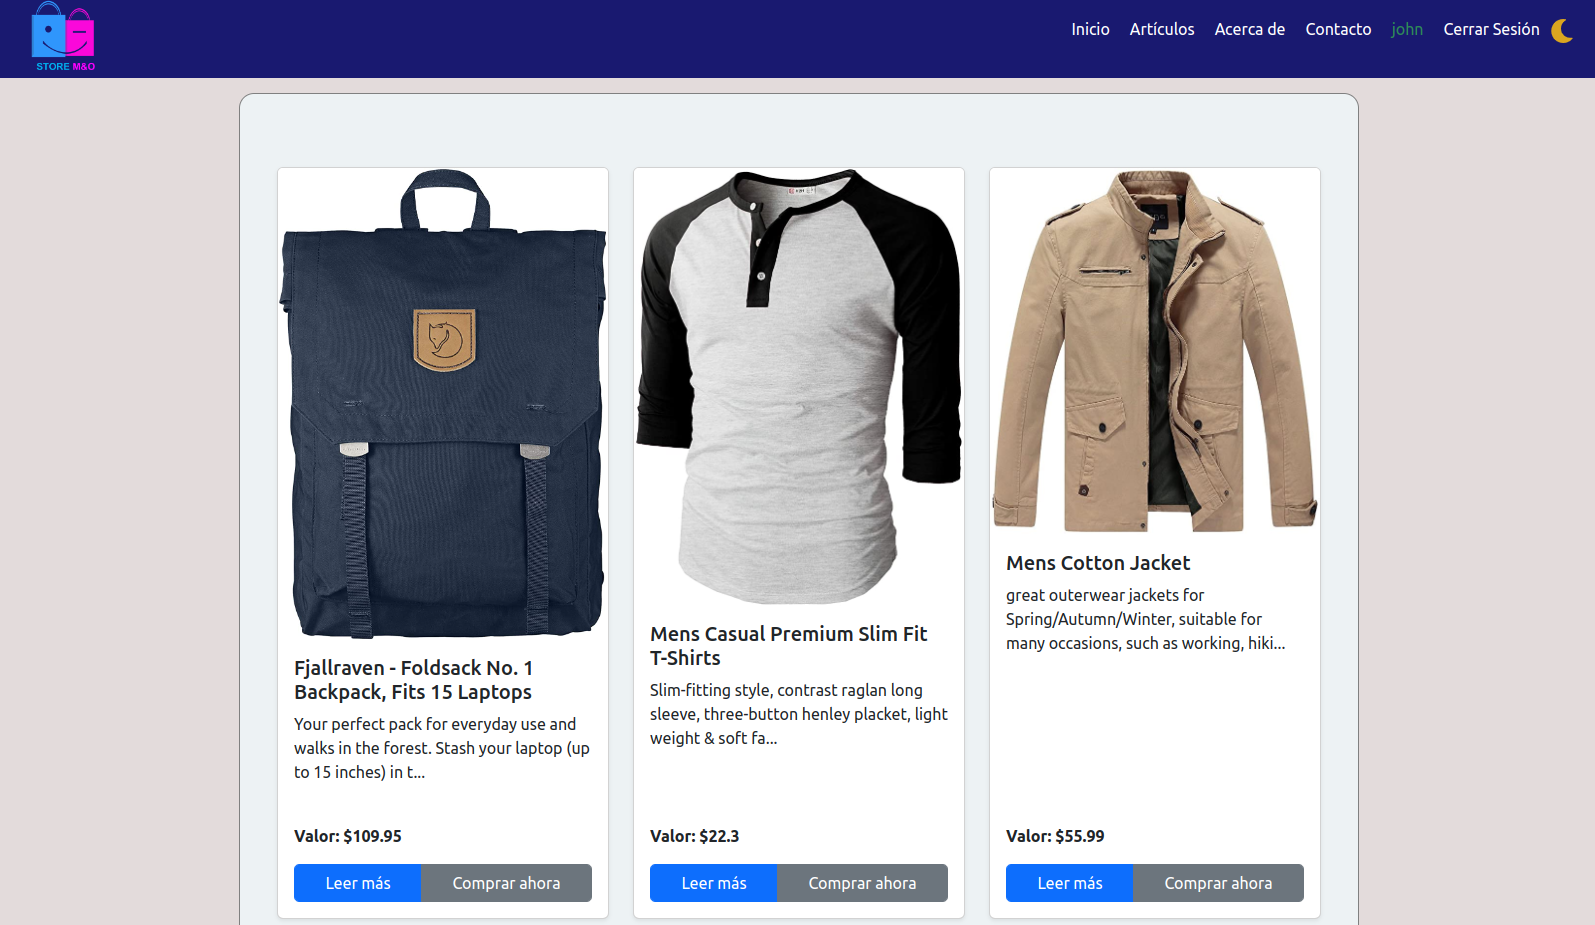 STORE M&O
Inicio Artículos Acerca de Contacto john Cerrar Sesión
Fjallraven - Foldsack No. 1
Backpack, Fits 15 Laptops
Your perfect pack for everyday use and
walks in the forest. Stash your laptop (up
to 15 inches) in t...
Valor: $109.95
Leer más Comprar ahora
Mens Casual Premium Slim Fit
T-Shirts
Slim-fitting style, contrast raglan long
sleeve, three-button henley placket, light
weight & soft fa...
Valor: $22.3
Leer más Comprar ahora
Mens Cotton Jacket
great outerwear jackets for
Spring/Autumn/Winter, suitable for
many occasions, such as working, hiki...
Valor: $55.99
Leer más Comprar ahora